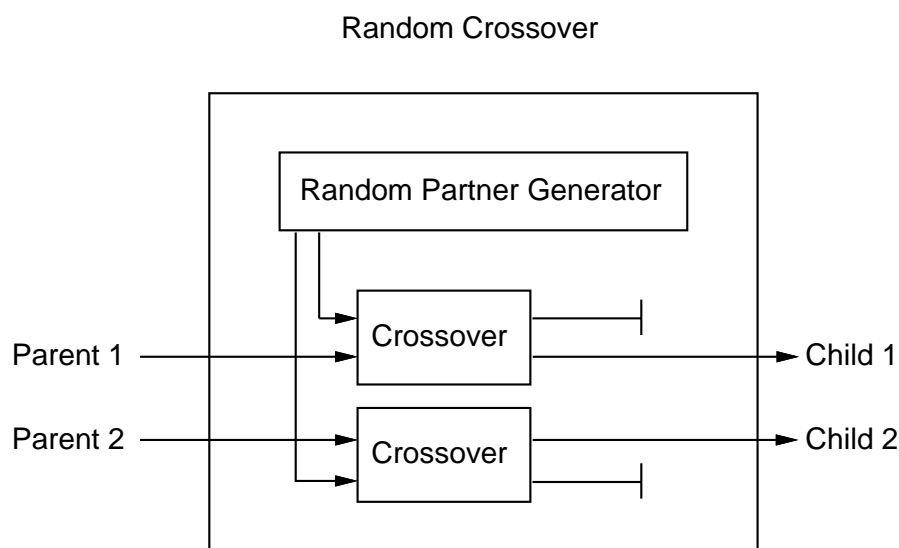 Random Crossover
Random Partner Generator
Crossover
Parent 1
Child 1
Parent 2
Crossover
Child 2